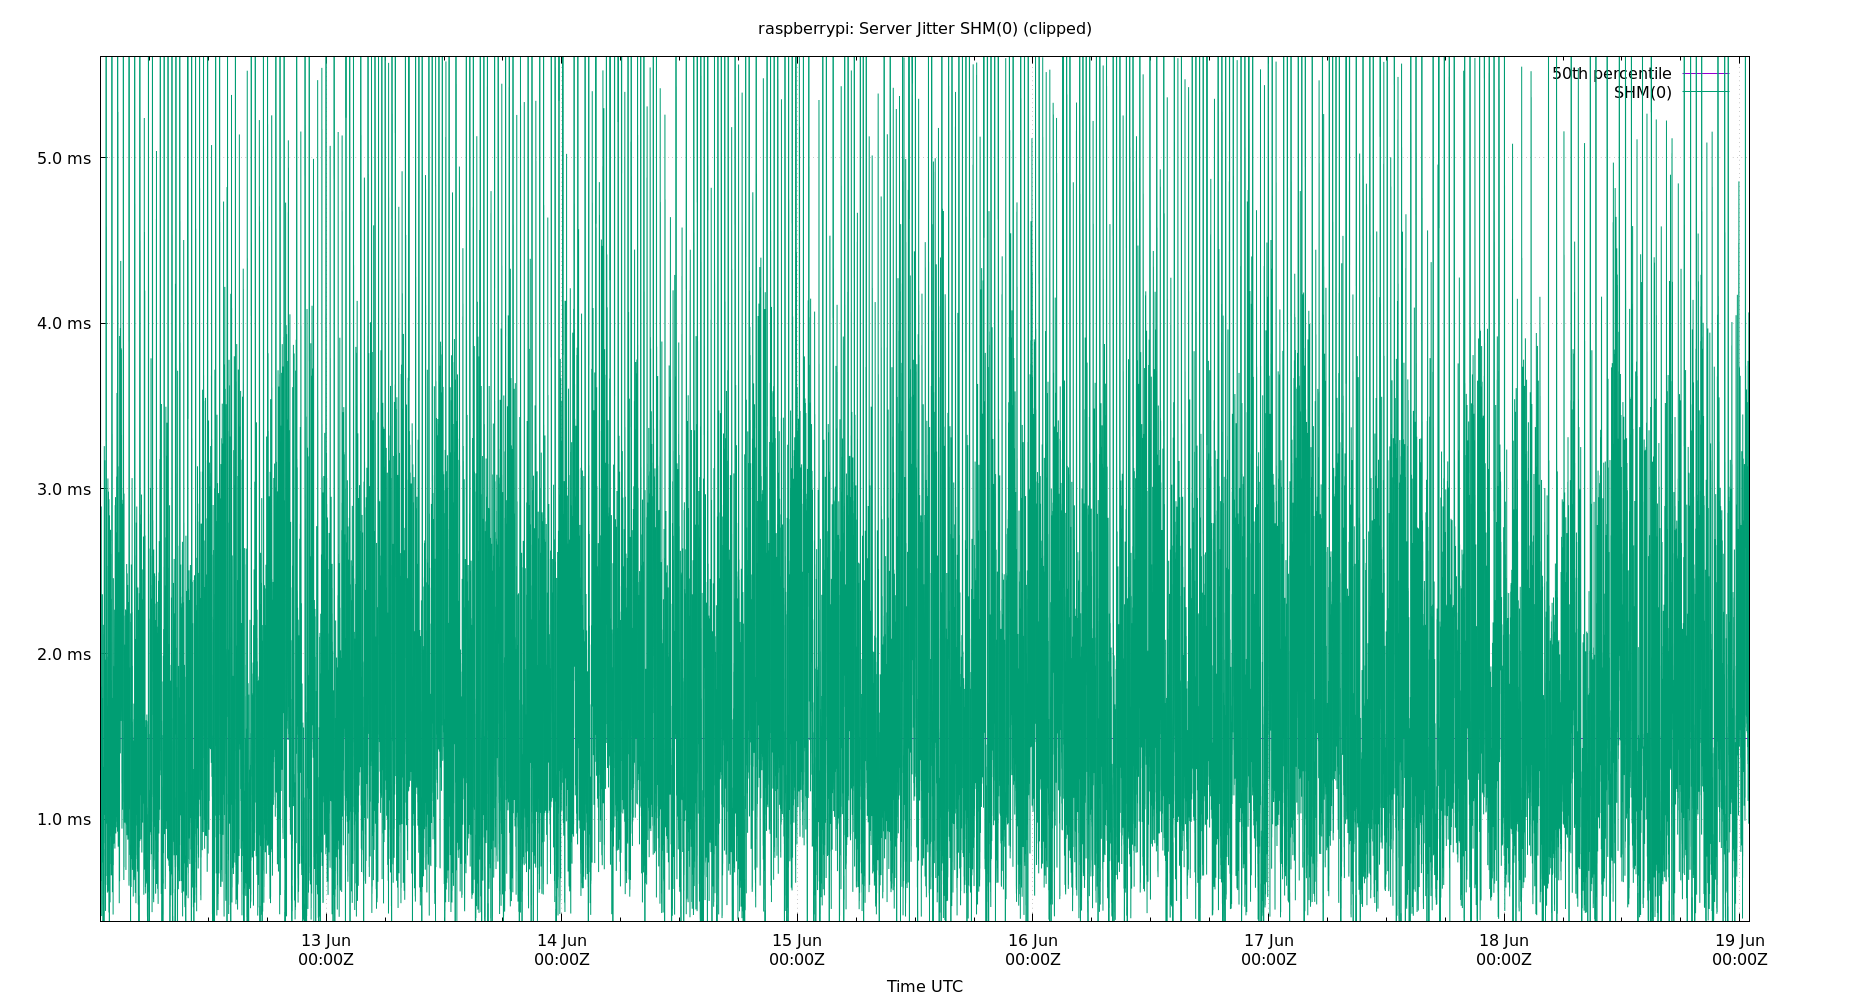 raspberrypi: Server Jitter SHM(0) (clipped)
50th percentile
SHM(0)
5.0 ms
4.0 ms
3.0 ms
2.0 ms
1.0 ms
13 Jun 14 Jun 15 Jun 16 Jun 17 Jun 18 Jun 19 Jun
00:00Z 00:00Z 00:00Z 00:00Z 00:00Z 00:00Z 00:00Z
Time UTC